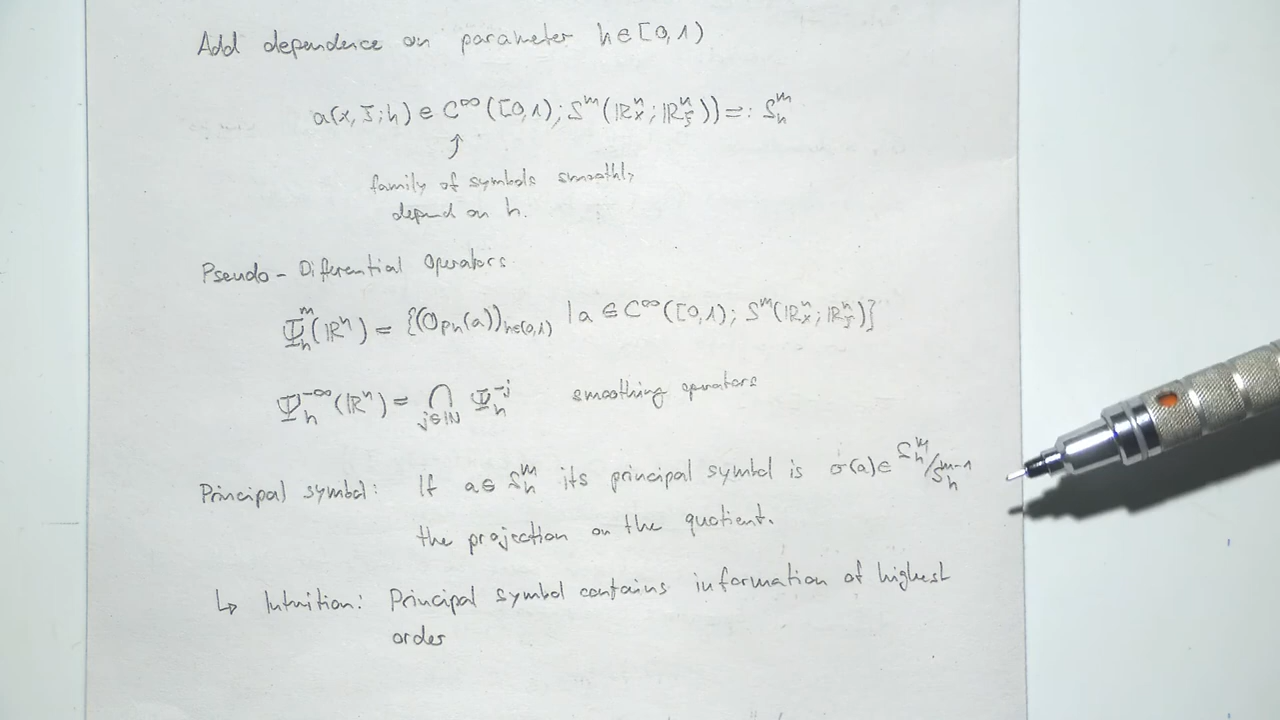 Add dependence on parameter h∈[0,1)
a(x,ξ;h) ∈ C^∞([0,1); S^m(ℝ^n_x; ℝ^n_ξ)) =: S^m_h
↑
family of symbols smoothly
depend on h.
Pseudo-Differential Operators
Ψ^m_h(ℝ^n) = {(Op_h(a))_{h∈(0,1)} | a ∈ C^∞([0,1); S^m(ℝ^n_x; ℝ^n_ξ)}
Ψ^{-∞}_h(ℝ^n) = ⋂_{j∈ℕ} Ψ^{-j}_h smoothing operators
Principal symbol: If a∈ S^m_h its principal symbol is σ(a)∈ S^m_h/S^{m-1}_h
the projection on the quotient.
↳ Intuition: Principal symbol contains information of highest
order